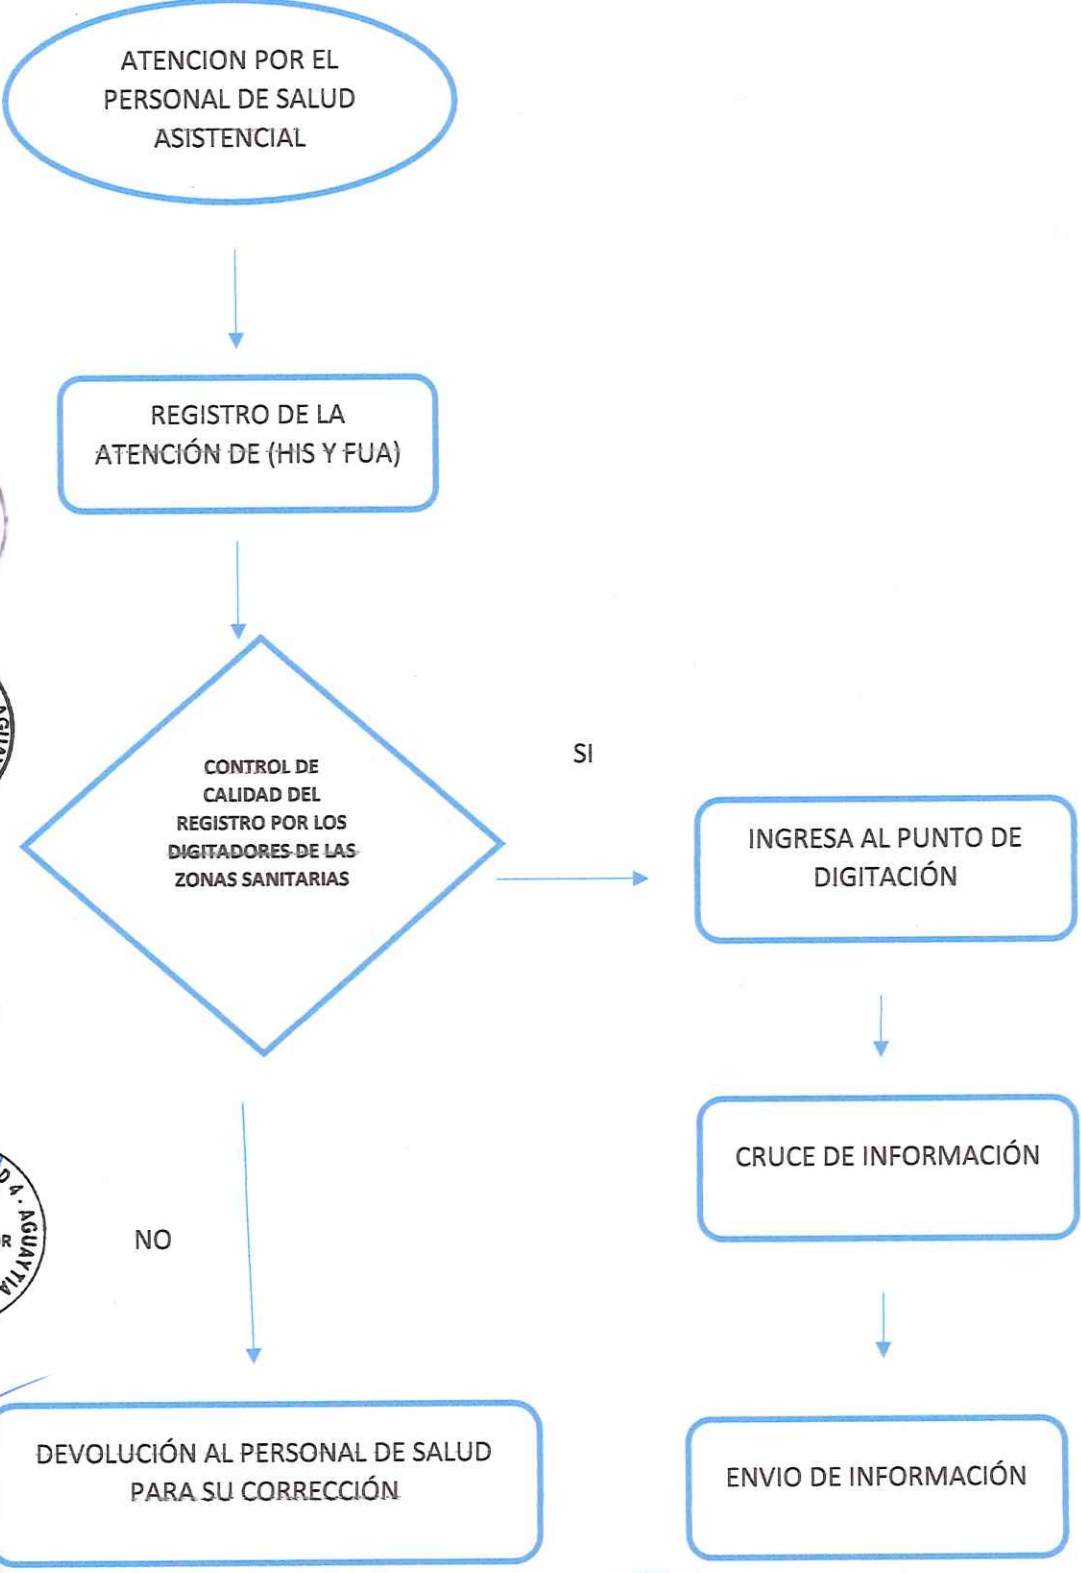 ATENCION POR EL
PERSONAL DE SALUD
ASISTENCIAL
REGISTRO DE LA
ATENCIÓN DE (HIS Y FUA)
CONTROL DE
CALIDAD DEL
REGISTRO POR LOS
DIGITADORES DE LAS
ZONAS SANITARIAS
SI
INGRESA AL PUNTO DE
DIGITACIÓN
CRUCE DE INFORMACIÓN
NO
DEVOLUCIÓN AL PERSONAL DE SALUD
PARA SU CORRECCIÓN
ENVIO DE INFORMACIÓN
AGUAYTIA